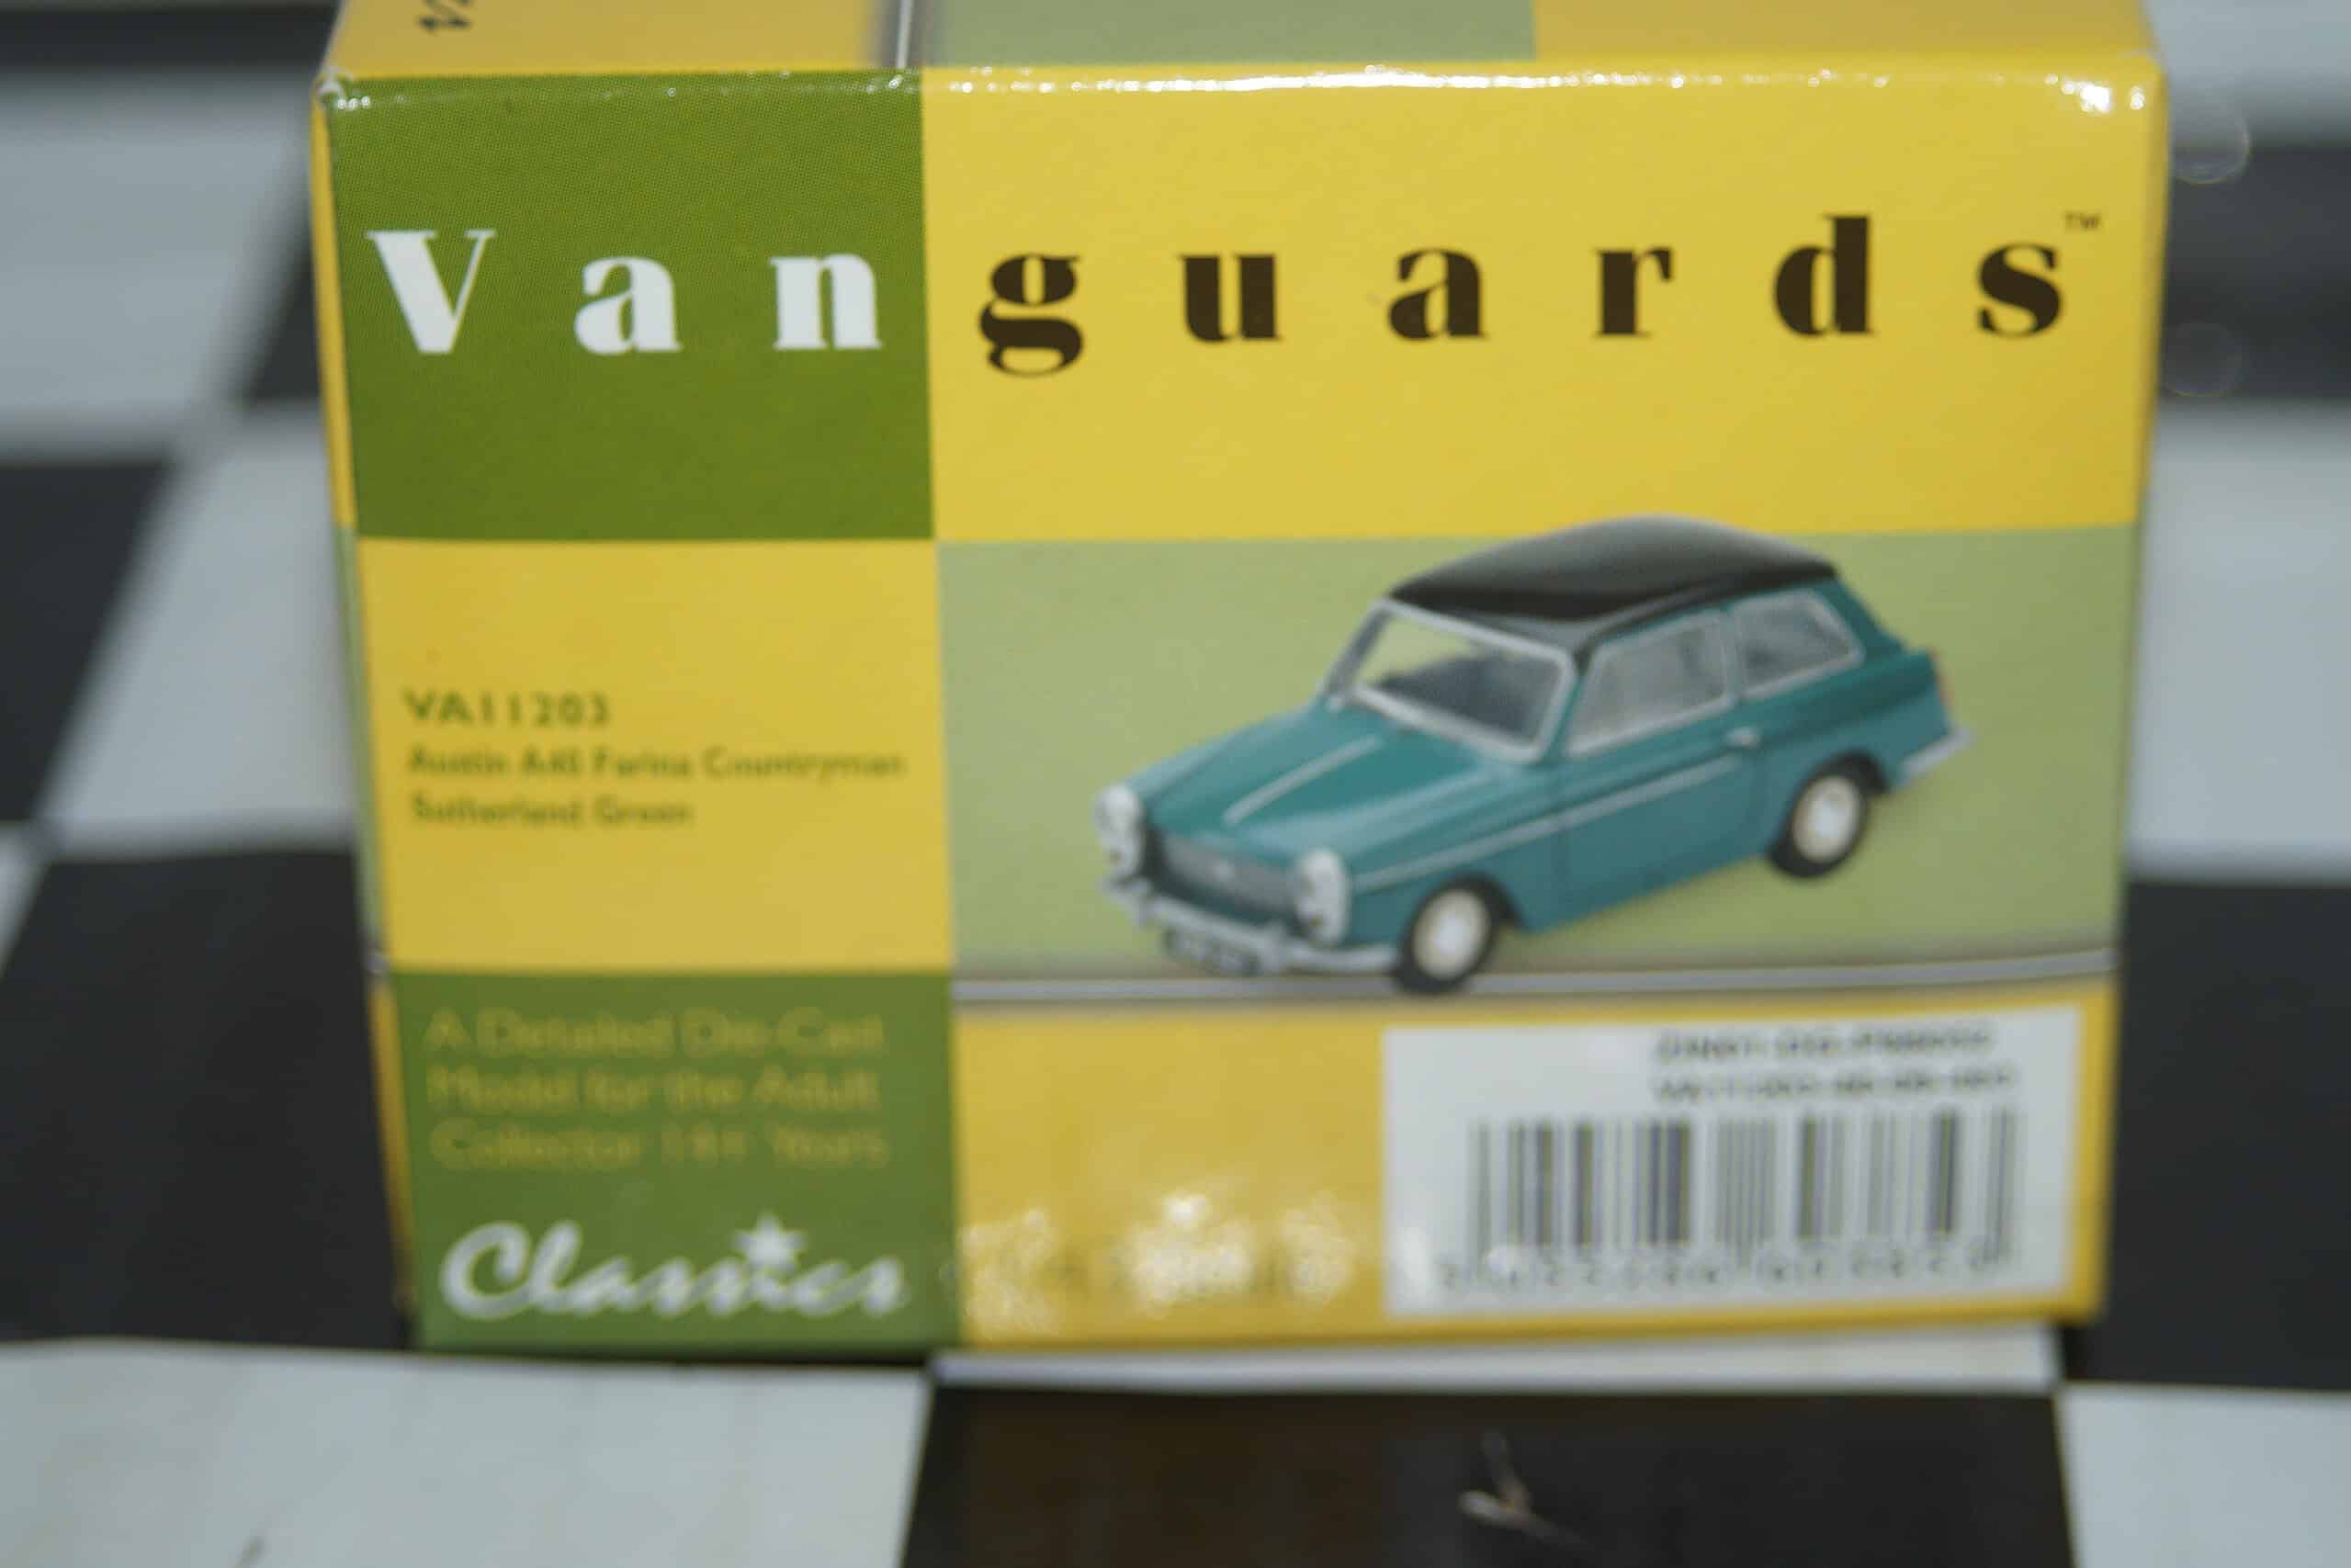 Vanguards™
VA11203
Austin A40 Farina Countryman
Sutherland Green
A Detailed Die-Cast
Model for the Adult
Collector 14+ Years
Classics